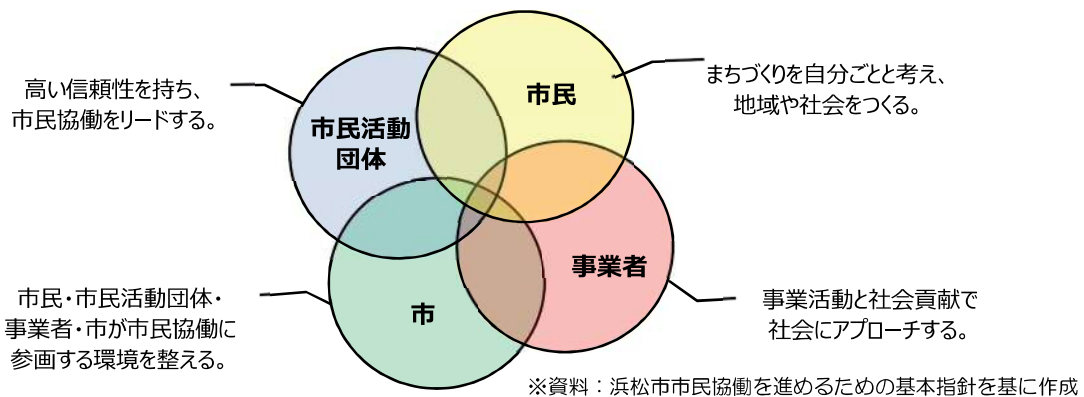 高い信頼性を持ち、
市民協働をリードする。
市民活動
団体
市民
まちづくりを自分ごとと考え、
地域や社会をつくる。
市民・市民活動団体・
事業者・市が市民協働に
参画する環境を整える。
市
事業者
事業活動と社会貢献で
社会にアプローチする。
※資料：浜松市市民協働を進めるための基本指針を基に作成